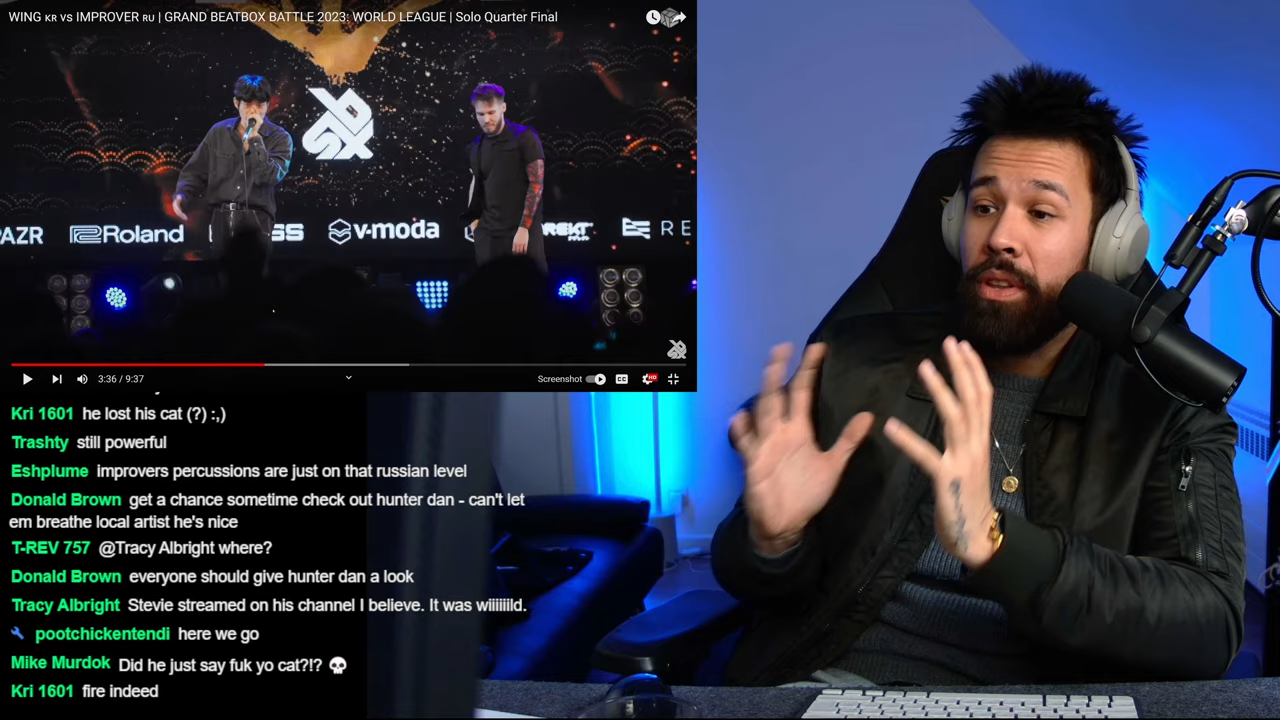 WING KR vs IMPROVER RU | GRAND BEATBOX BATTLE 2023: WORLD LEAGUE | Solo Quarter Final
PAZR Roland v-moda
3:36 / 9:37 Screenshot CC HD
Kri 1601 he lost his cat (?) :,)
Trashty still powerful
Eshplume improvers percussions are just on that russian level
Donald Brown get a chance sometime check out hunter dan - can't let
em breathe local artist he's nice
T-REV 757 @Tracy Albright where?
Donald Brown everyone should give hunter dan a look
Tracy Albright Stevie streamed on his channel I believe. It was wiiiiiild.
pootchickentendi here we go
Mike Murdok Did he just say fuk yo cat?!? 💀
Kri 1601 fire indeed